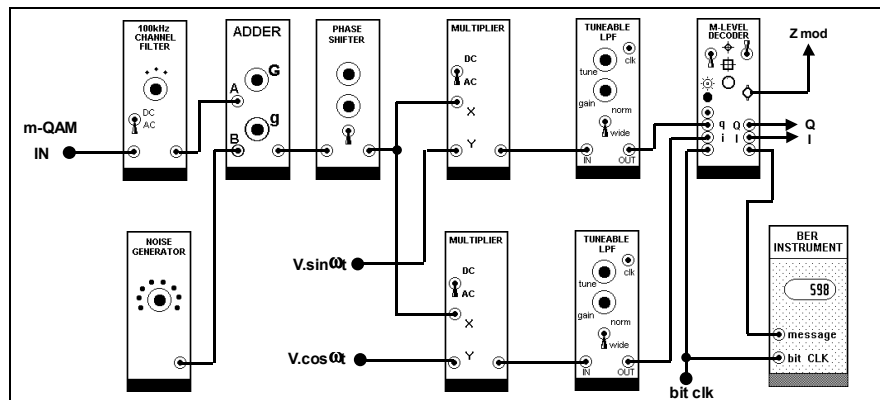 100kHz
CHANNEL
FILTER
DC
AC
m-QAM
IN
ADDER
G
A
g
B
PHASE
SHIFTER
MULTIPLIER
DC
AC
X
Y
TUNEABLE
LPF
clk
tune
gain
norm
wide
IN
OUT
M-LEVEL
DECODER
q Q
i I
Z mod
Q
I
NOISE
GENERATOR
V.sinωt
V.cosωt
MULTIPLIER
DC
AC
X
Y
TUNEABLE
LPF
clk
tune
gain
norm
wide
IN
OUT
bit clk
BER
INSTRUMENT
598
message
bit CLK